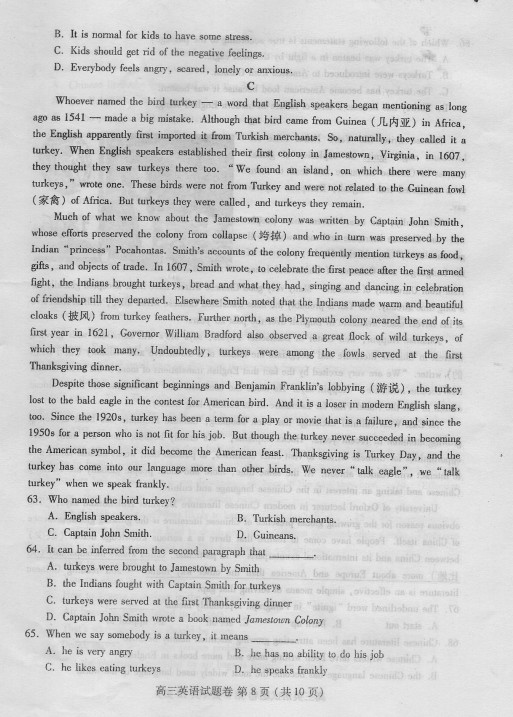 B. It is normal for kids to have some stress.
C. Kids should get rid of the negative feelings.
D. Everybody feels angry, scared, lonely or anxious.
C
Whoever named the bird turkey — a word that English speakers began mentioning as long
ago as 1541 — made a big mistake. Although that bird came from Guinea (几内亚) in Africa,
the English apparently first imported it from Turkish merchants. So, naturally, they called it a
turkey. When English speakers established their first colony in Jamestown, Virginia, in 1607,
they thought they saw turkeys there too. "We found an island, on which there were many
turkeys," wrote one. These birds were not from Turkey and were not related to the Guinean fowl
(家禽) of Africa. But turkeys they were called, and turkeys they remain.
Much of what we know about the Jamestown colony was written by Captain John Smith,
whose efforts preserved the colony from collapse (垮掉) and who in turn was preserved by the
Indian "princess" Pocahontas. Smith's accounts of the colony frequently mention turkeys as food,
gifts, and objects of trade. In 1607, Smith wrote, to celebrate the first peace after the first armed
fight, the Indians brought turkeys, bread and what they had, singing and dancing in celebration
of friendship till they departed. Elsewhere Smith noted that the Indians made warm and beautiful
cloaks (披风) from turkey feathers. Further north, as the Plymouth colony neared the end of its
first year in 1621, Governor William Bradford also observed a great flock of wild turkeys, of
which they took many. Undoubtedly, turkeys were among the fowls served at the first
Thanksgiving dinner.
Despite those significant beginnings and Benjamin Franklin's lobbying (游说), the turkey
lost to the bald eagle in the contest for American bird. And it is a loser in modern English slang,
too. Since the 1920s, turkey has been a term for a play or movie that is a failure, and since the
1950s for a person who is not fit for his job. But though the turkey never succeeded in becoming
the American symbol, it did become the American feast. Thanksgiving is Turkey Day, and the
turkey has come into our language more than other birds. We never "talk eagle", we "talk
turkey" when we speak frankly.
63. Who named the bird turkey?
A. English speakers. B. Turkish merchants.
C. Captain John Smith. D. Guineans.
64. It can be inferred from the second paragraph that ________.
A. turkeys were brought to Jamestown by Smith
B. the Indians fought with Captain Smith for turkeys
C. turkeys were served at the first Thanksgiving dinner
D. Captain John Smith wrote a book named Jamestown Colony
65. When we say somebody is a turkey, it means ________.
A. he is very angry B. he has no ability to do his job
C. he likes eating turkeys D. he speaks frankly
高三英语试题卷 第 8 页 (共 10 页)